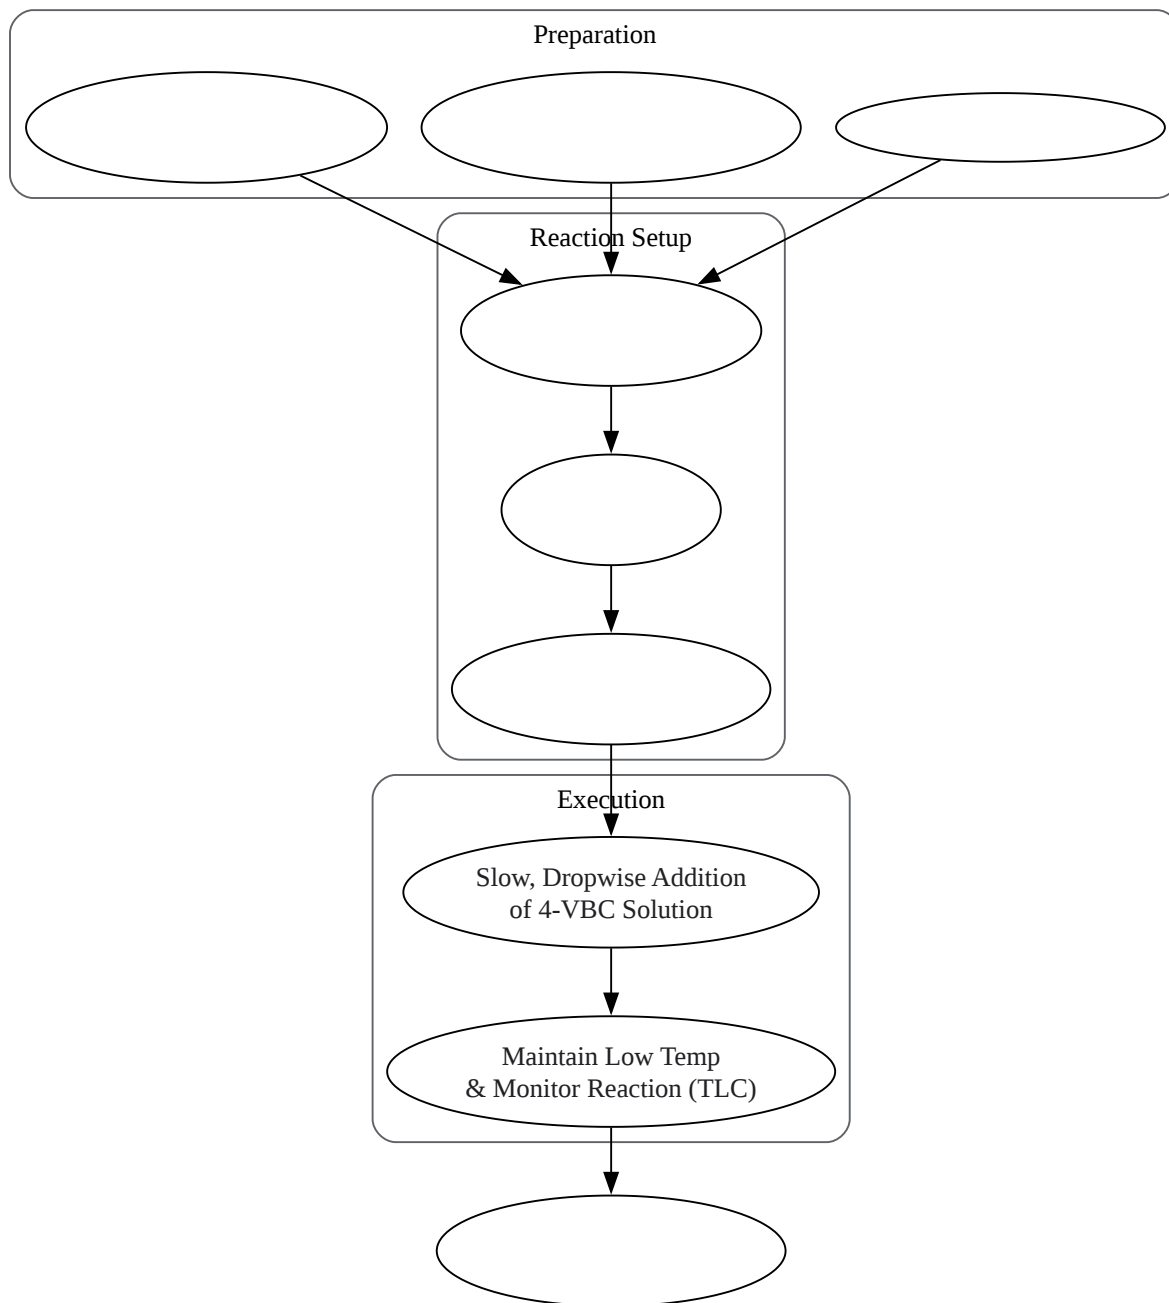 Preparation
Reaction Setup
Execution
Slow, Dropwise Addition
of 4-VBC Solution
Maintain Low Temp
& Monitor Reaction (TLC)